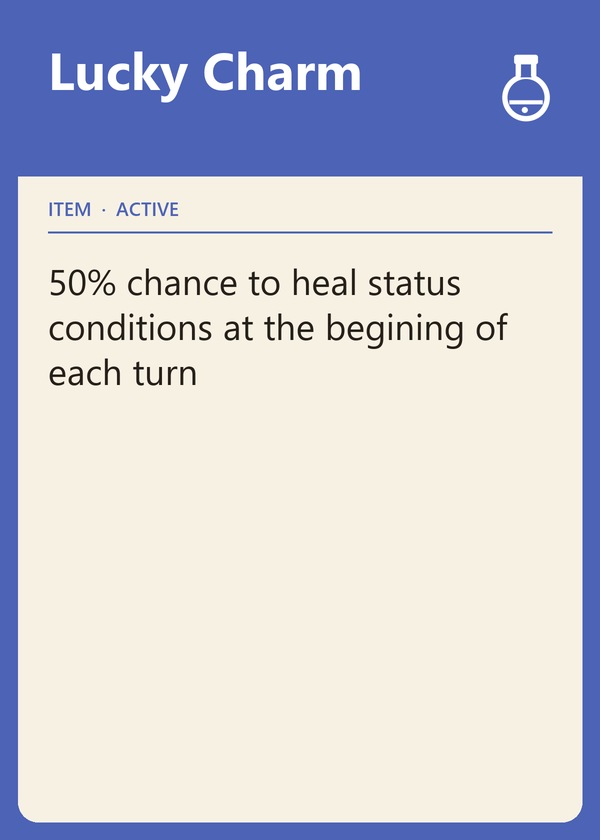 Lucky Charm
ITEM · ACTIVE
50% chance to heal status
conditions at the begining of
each turn